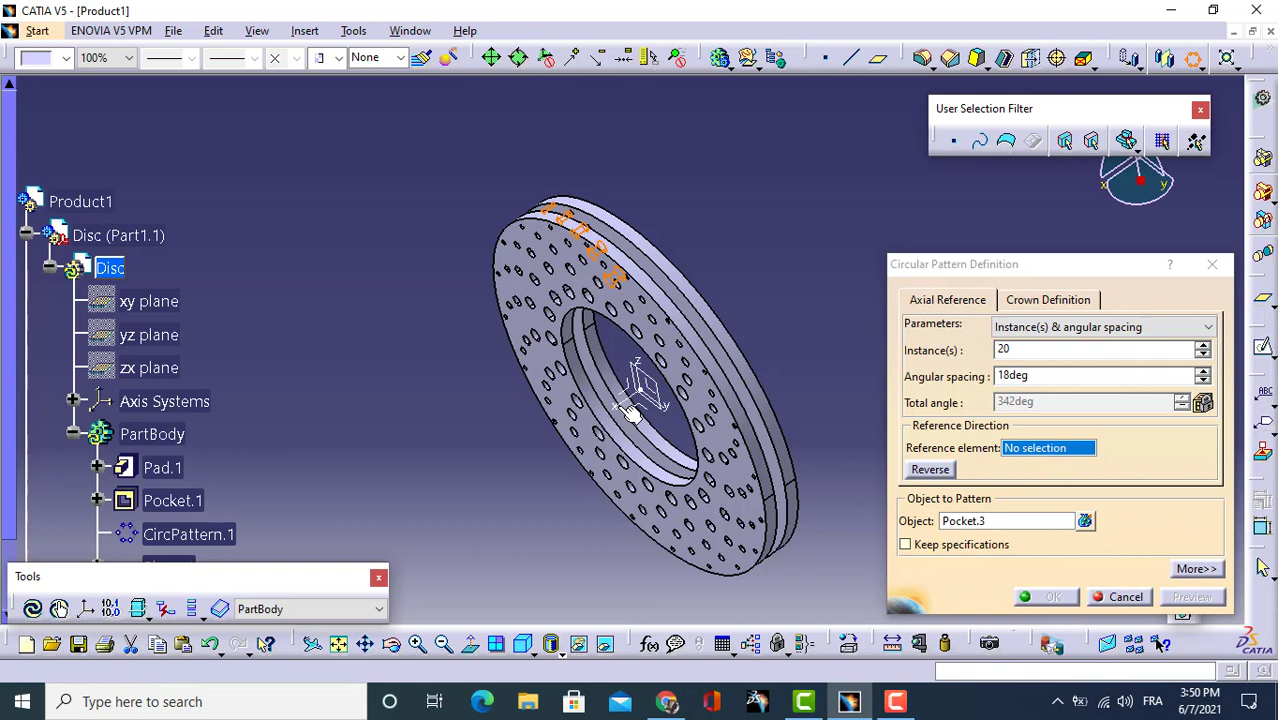 CATIA V5 - [Product1]
Start ENOVIA V5 VPM File Edit View Insert Tools Window Help
100% None
User Selection Filter
x y
Product1
Disc (Part1.1)
Disc
xy plane
yz plane
zx plane
Axis Systems
PartBody
Pad.1
Pocket.1
CircPattern.1
z
x y
Circular Pattern Definition ?
Axial Reference Crown Definition
Parameters: Instance(s) & angular spacing
Instance(s) : 20
Angular spacing : 18deg
Total angle : 342deg
Reference Direction
Reference element: No selection
Reverse
Object to Pattern
Object: Pocket.3
Keep specifications
More>>
OK Cancel Preview
Tools
PartBody
Type here to search
FRA
3:50 PM
6/7/2021